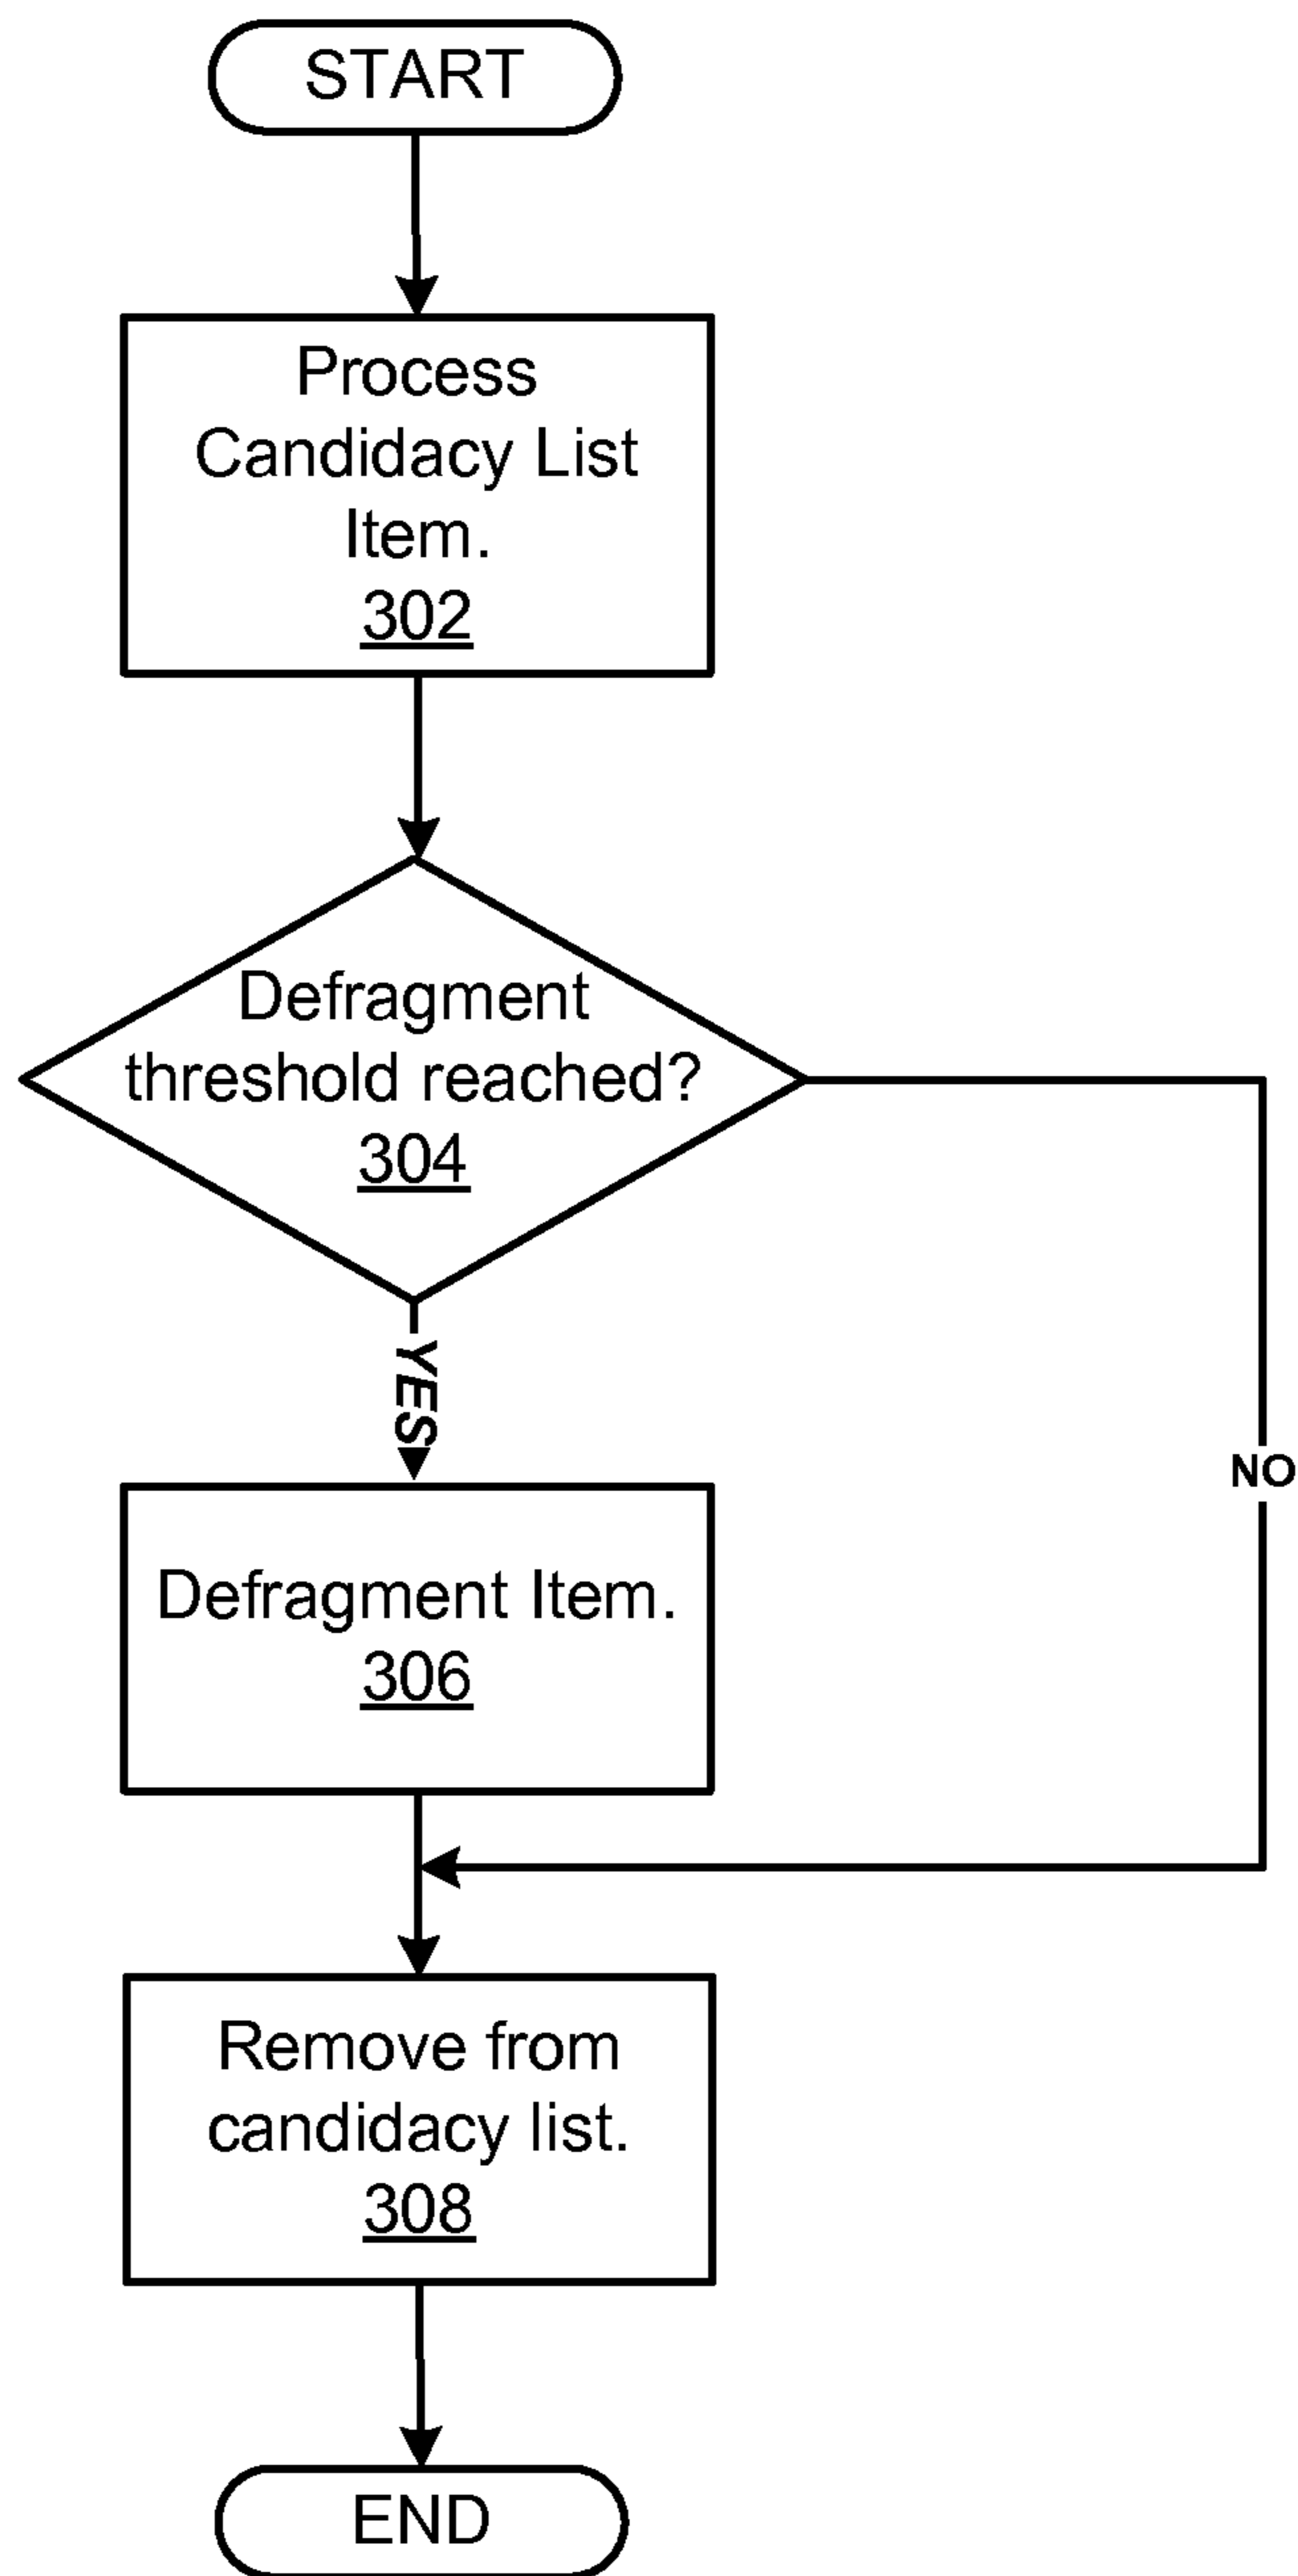 START
Process
Candidacy List
Item.
302
Defragment
threshold reached?
304
YES
NO
Defragment Item.
306
Remove from
candidacy list.
308
END